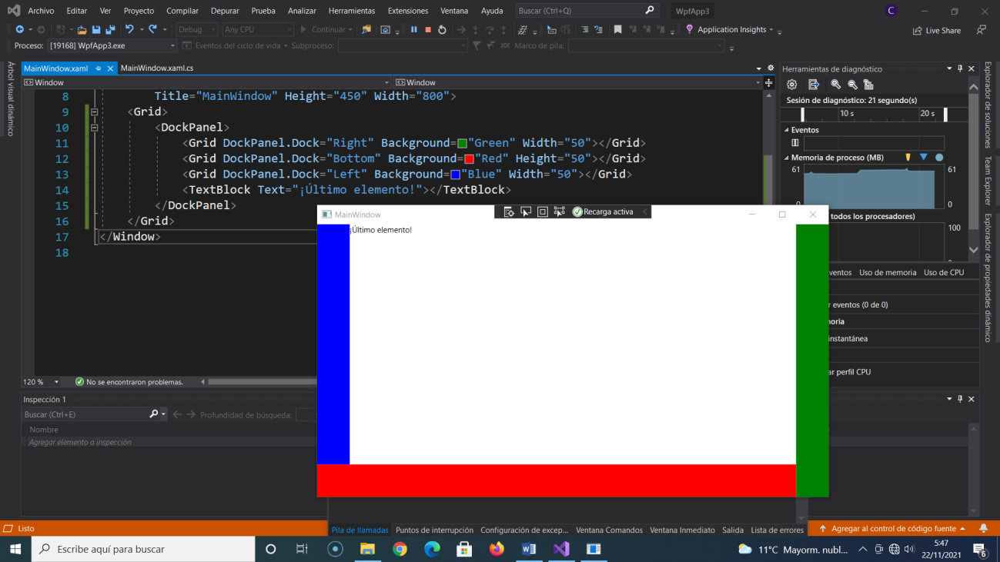 Archivo Editar Ver Proyecto Compilar Depurar Prueba Analizar Herramientas Extensiones Ventana Ayuda Buscar (Ctrl+Q) WpfApp3 C
Debug Any CPU Continuar Application Insights Live Share
Proceso: [19168] WpfApp3.exe Eventos del ciclo de vida Subproceso: Marco de pila:
Árbol visual dinámico
MainWindow.xaml MainWindow.xaml.cs
Window Window
8 Title="MainWindow" Height="450" Width="800">
9 <Grid>
10 <DockPanel>
11 <Grid DockPanel.Dock="Right" Background="Green" Width="50"></Grid>
12 <Grid DockPanel.Dock="Bottom" Background="Red" Height="50"></Grid>
13 <Grid DockPanel.Dock="Left" Background="Blue" Width="50"></Grid>
14 <TextBlock Text="¡Último elemento!"></TextBlock>
15 </DockPanel>
16 </Grid>
17 </Window>
18
120 % No se encontraron problemas.
MainWindow Recarga activa
¡Último elemento!
Herramientas de diagnóstico
Sesión de diagnóstico: 21 segundo(s)
10 s 20 s
Eventos
Memoria de proceso (MB)
61 61
0 0
todos los procesadores)
100
ventos Uso de memoria Uso de CPU
r eventos (0 de 0)
moria
instantánea
ar perfil CPU
Explorador de soluciones
Team Explorer
Explorador de propiedades dinámico
Inspección 1
Buscar (Ctrl+E) Profundidad de búsqueda:
Nombre
Agregar elemento a inspección
Pila de llamadas Puntos de interrupción Configuración de excep... Ventana Comandos Ventana Inmediato Salida Lista de errores
Listo Agregar al control de código fuente
Escribe aquí para buscar 11°C Mayorm. nubl... 5:47
22/11/2021 6